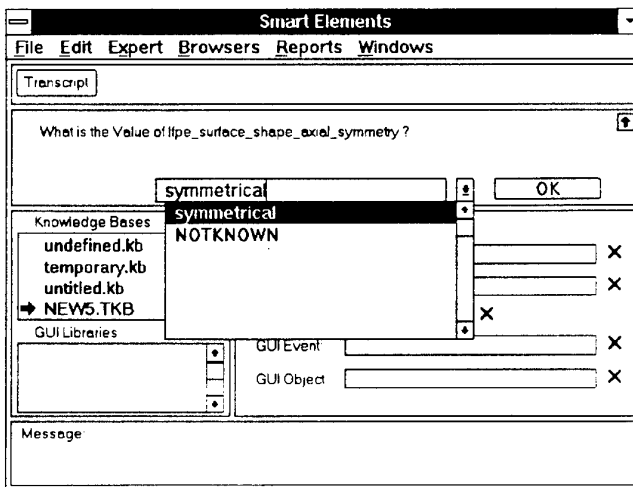 Smart Elements
File Edit Expert Browsers Reports Windows
Transcript
What is the Value of lfpe_surface_shape_axial_symmetry ?
symmetrical
OK
symmetrical
NOTKNOWN
Knowledge Bases
undefined.kb
temporary.kb
untitled.kb
NEW5.TKB
GUI Libraries
GUI Event
GUI Object
Message: